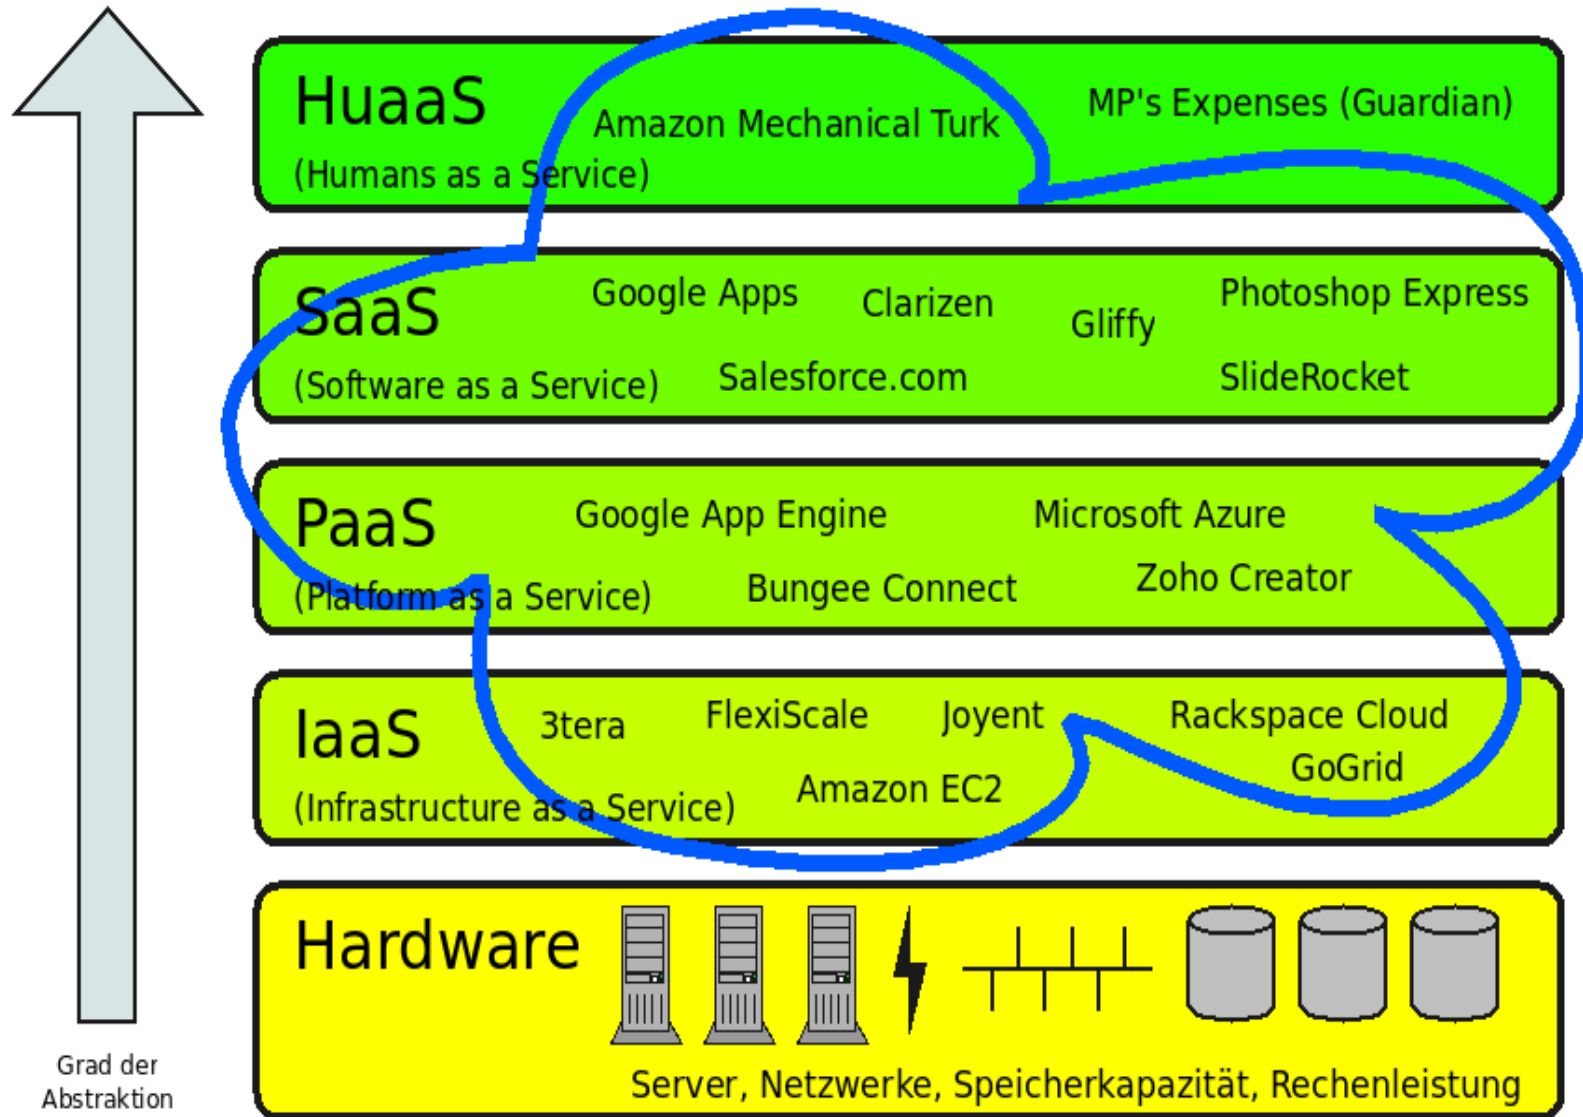 HuaaS
(Humans as a Service)
Amazon Mechanical Turk
MP's Expenses (Guardian)
SaaS
(Software as a Service)
Google Apps
Clarizen
Gliffy
Photoshop Express
Salesforce.com
SlideRocket
PaaS
(Platform as a Service)
Google App Engine
Microsoft Azure
Bungee Connect
Zoho Creator
IaaS
(Infrastructure as a Service)
3tera
FlexiScale
Joyent
Rackspace Cloud
GoGrid
Amazon EC2
Hardware
Server, Netzwerke, Speicherkapazität, Rechenleistung
Grad der
Abstraktion